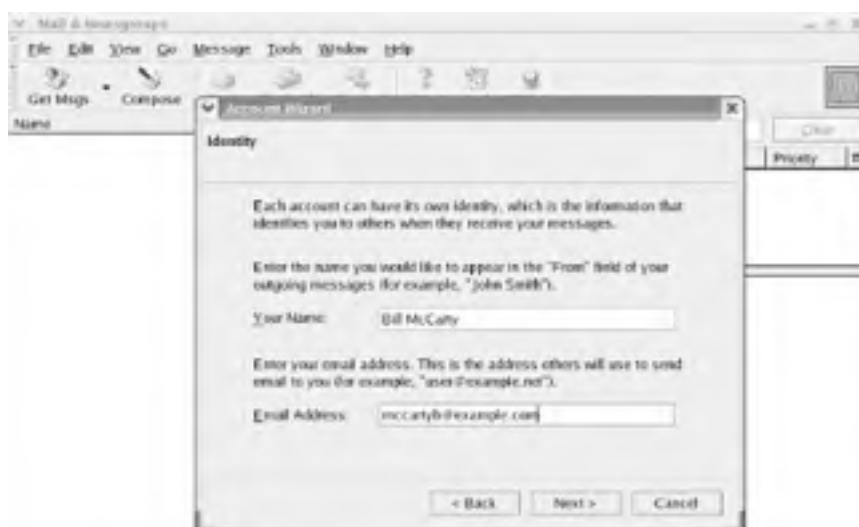 Mail & Newsgroups
File Edit View Go Message Tools Window Help
Get Msgs Compose
Name
Account Wizard
Clear
Priority
Identity
Each account can have its own identity, which is the information that
identifies you to others when they receive your messages.
Enter the name you would like to appear in the "From" field of your
outgoing messages (for example, "John Smith").
Your Name: Bill McCarty
Enter your email address. This is the address others will use to send
email to you (for example, "user@example.net").
Email Address: mccartyb@example.com
< Back Next > Cancel